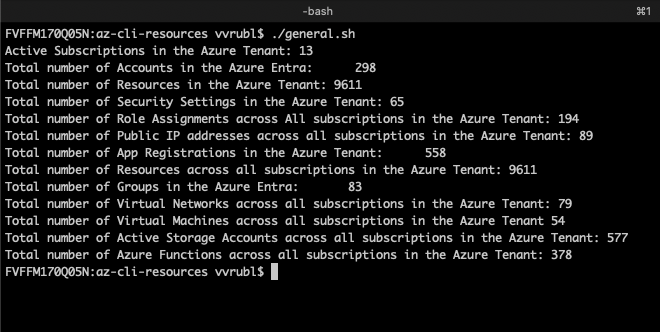 -bash
⌘1
FVFFM170Q05N:az-cli-resources vvrubl$ ./general.sh
Active Subscriptions in the Azure Tenant: 13
Total number of Accounts in the Azure Entra:      298
Total number of Resources in the Azure Tenant: 9611
Total number of Security Settings in the Azure Tenant: 65
Total number of Role Assignments across All subscriptions in the Azure Tenant: 194
Total number of Public IP addresses across all subscriptions in the Azure Tenant: 89
Total number of App Registrations in the Azure Tenant:      558
Total number of Resources across all subscriptions in the Azure Tenant: 9611
Total number of Groups in the Azure Entra:       83
Total number of Virtual Networks across all subscriptions in the Azure Tenant: 79
Total number of Virtual Machines across all subscriptions in the Azure Tenant 54
Total number of Active Storage Accounts across all subscriptions in the Azure Tenant: 577
Total number of Azure Functions across all subscriptions in the Azure Tenant: 378
FVFFM170Q05N:az-cli-resources vvrubl$